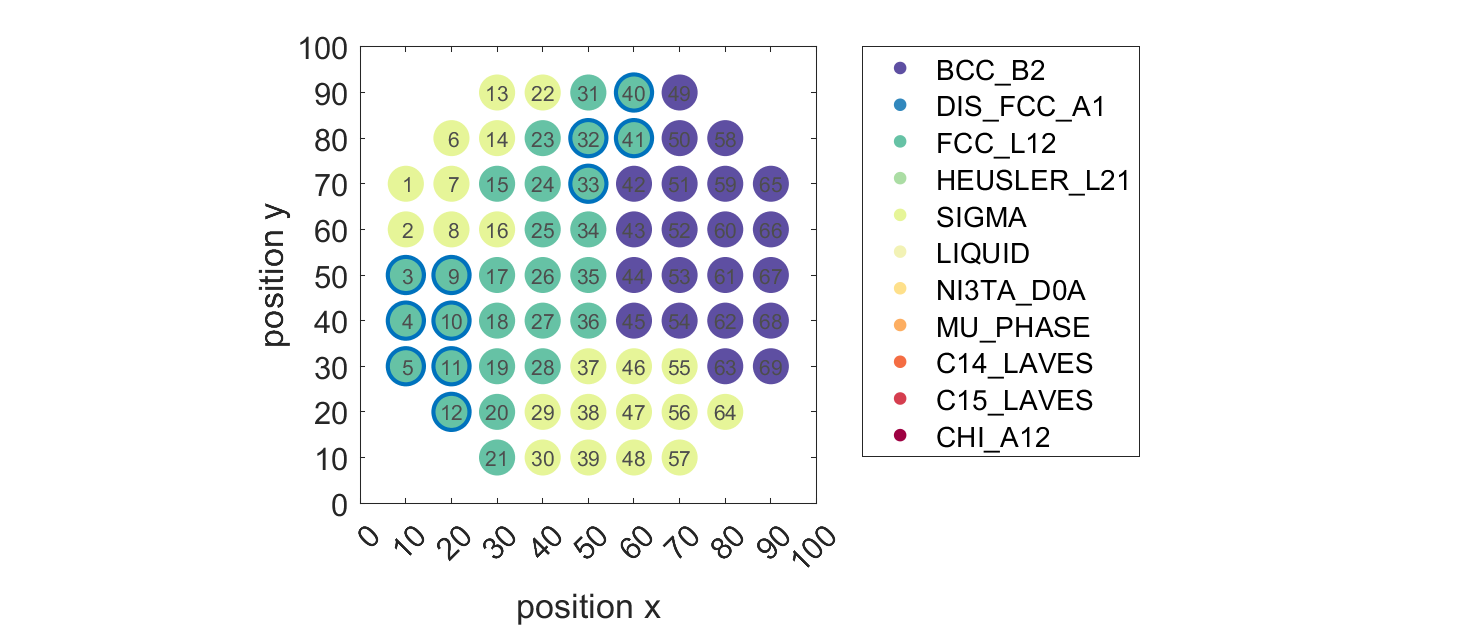 100
90
80
70
60
50
40
30
20
10
0
position y
13 22 31 40 49
6 14 23 32 41 50 58
1 7 15 24 33 42 51 59 65
2 8 16 25 34 43 52 60 66
3 9 17 26 35 44 53 61 67
4 10 18 27 36 45 54 62 68
5 11 19 28 37 46 55 63 69
12 20 29 38 47 56 64
21 30 39 48 57
0 10 20 30 40 50 60 70 80 90 100
position x
BCC_B2
DIS_FCC_A1
FCC_L12
HEUSLER_L21
SIGMA
LIQUID
NI3TA_D0A
MU_PHASE
C14_LAVES
C15_LAVES
CHI_A12